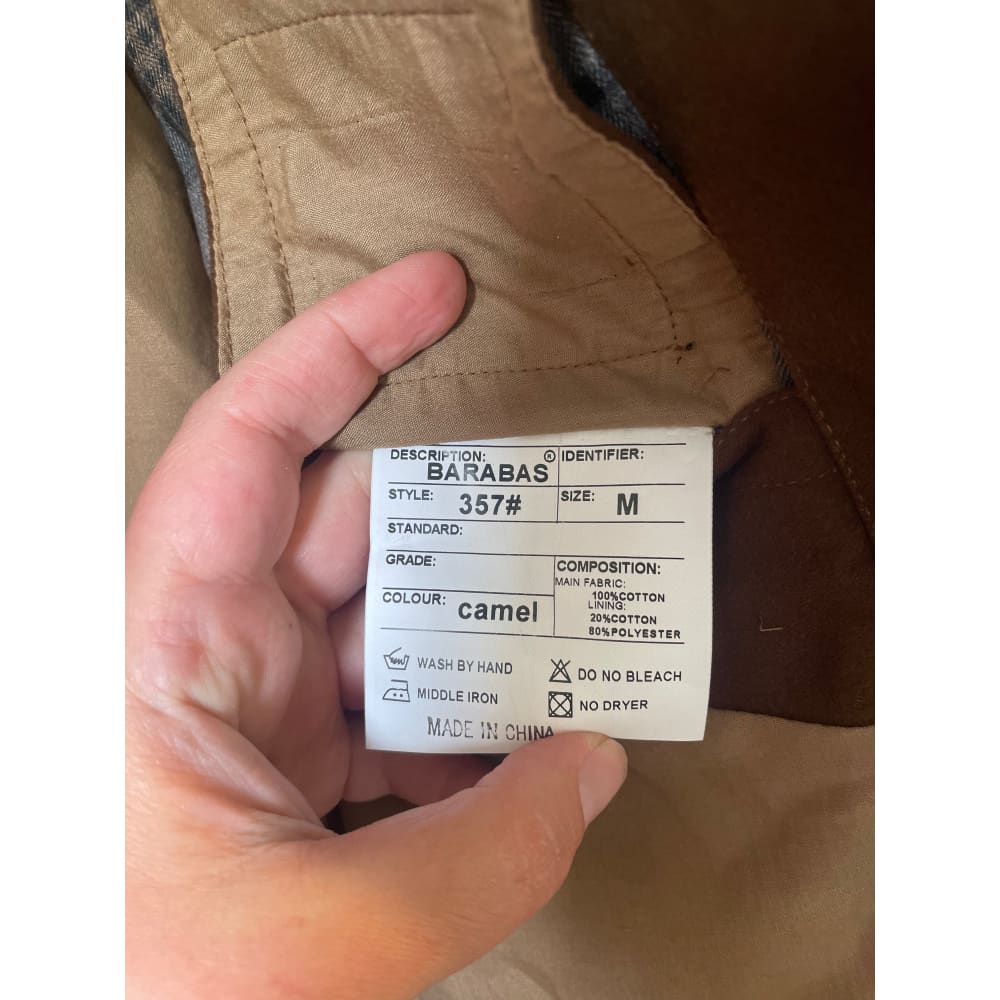 DESCRIPTION: ® IDENTIFIER:
BARABAS
STYLE: 357# SIZE: M
STANDARD:
GRADE:
COMPOSITION:
MAIN FABRIC:
100%COTTON
COLOUR: camel
LINING:
20%COTTON
80%POLYESTER
WASH BY HAND DO NO BLEACH
MIDDLE IRON NO DRYER
MADE IN CHINA